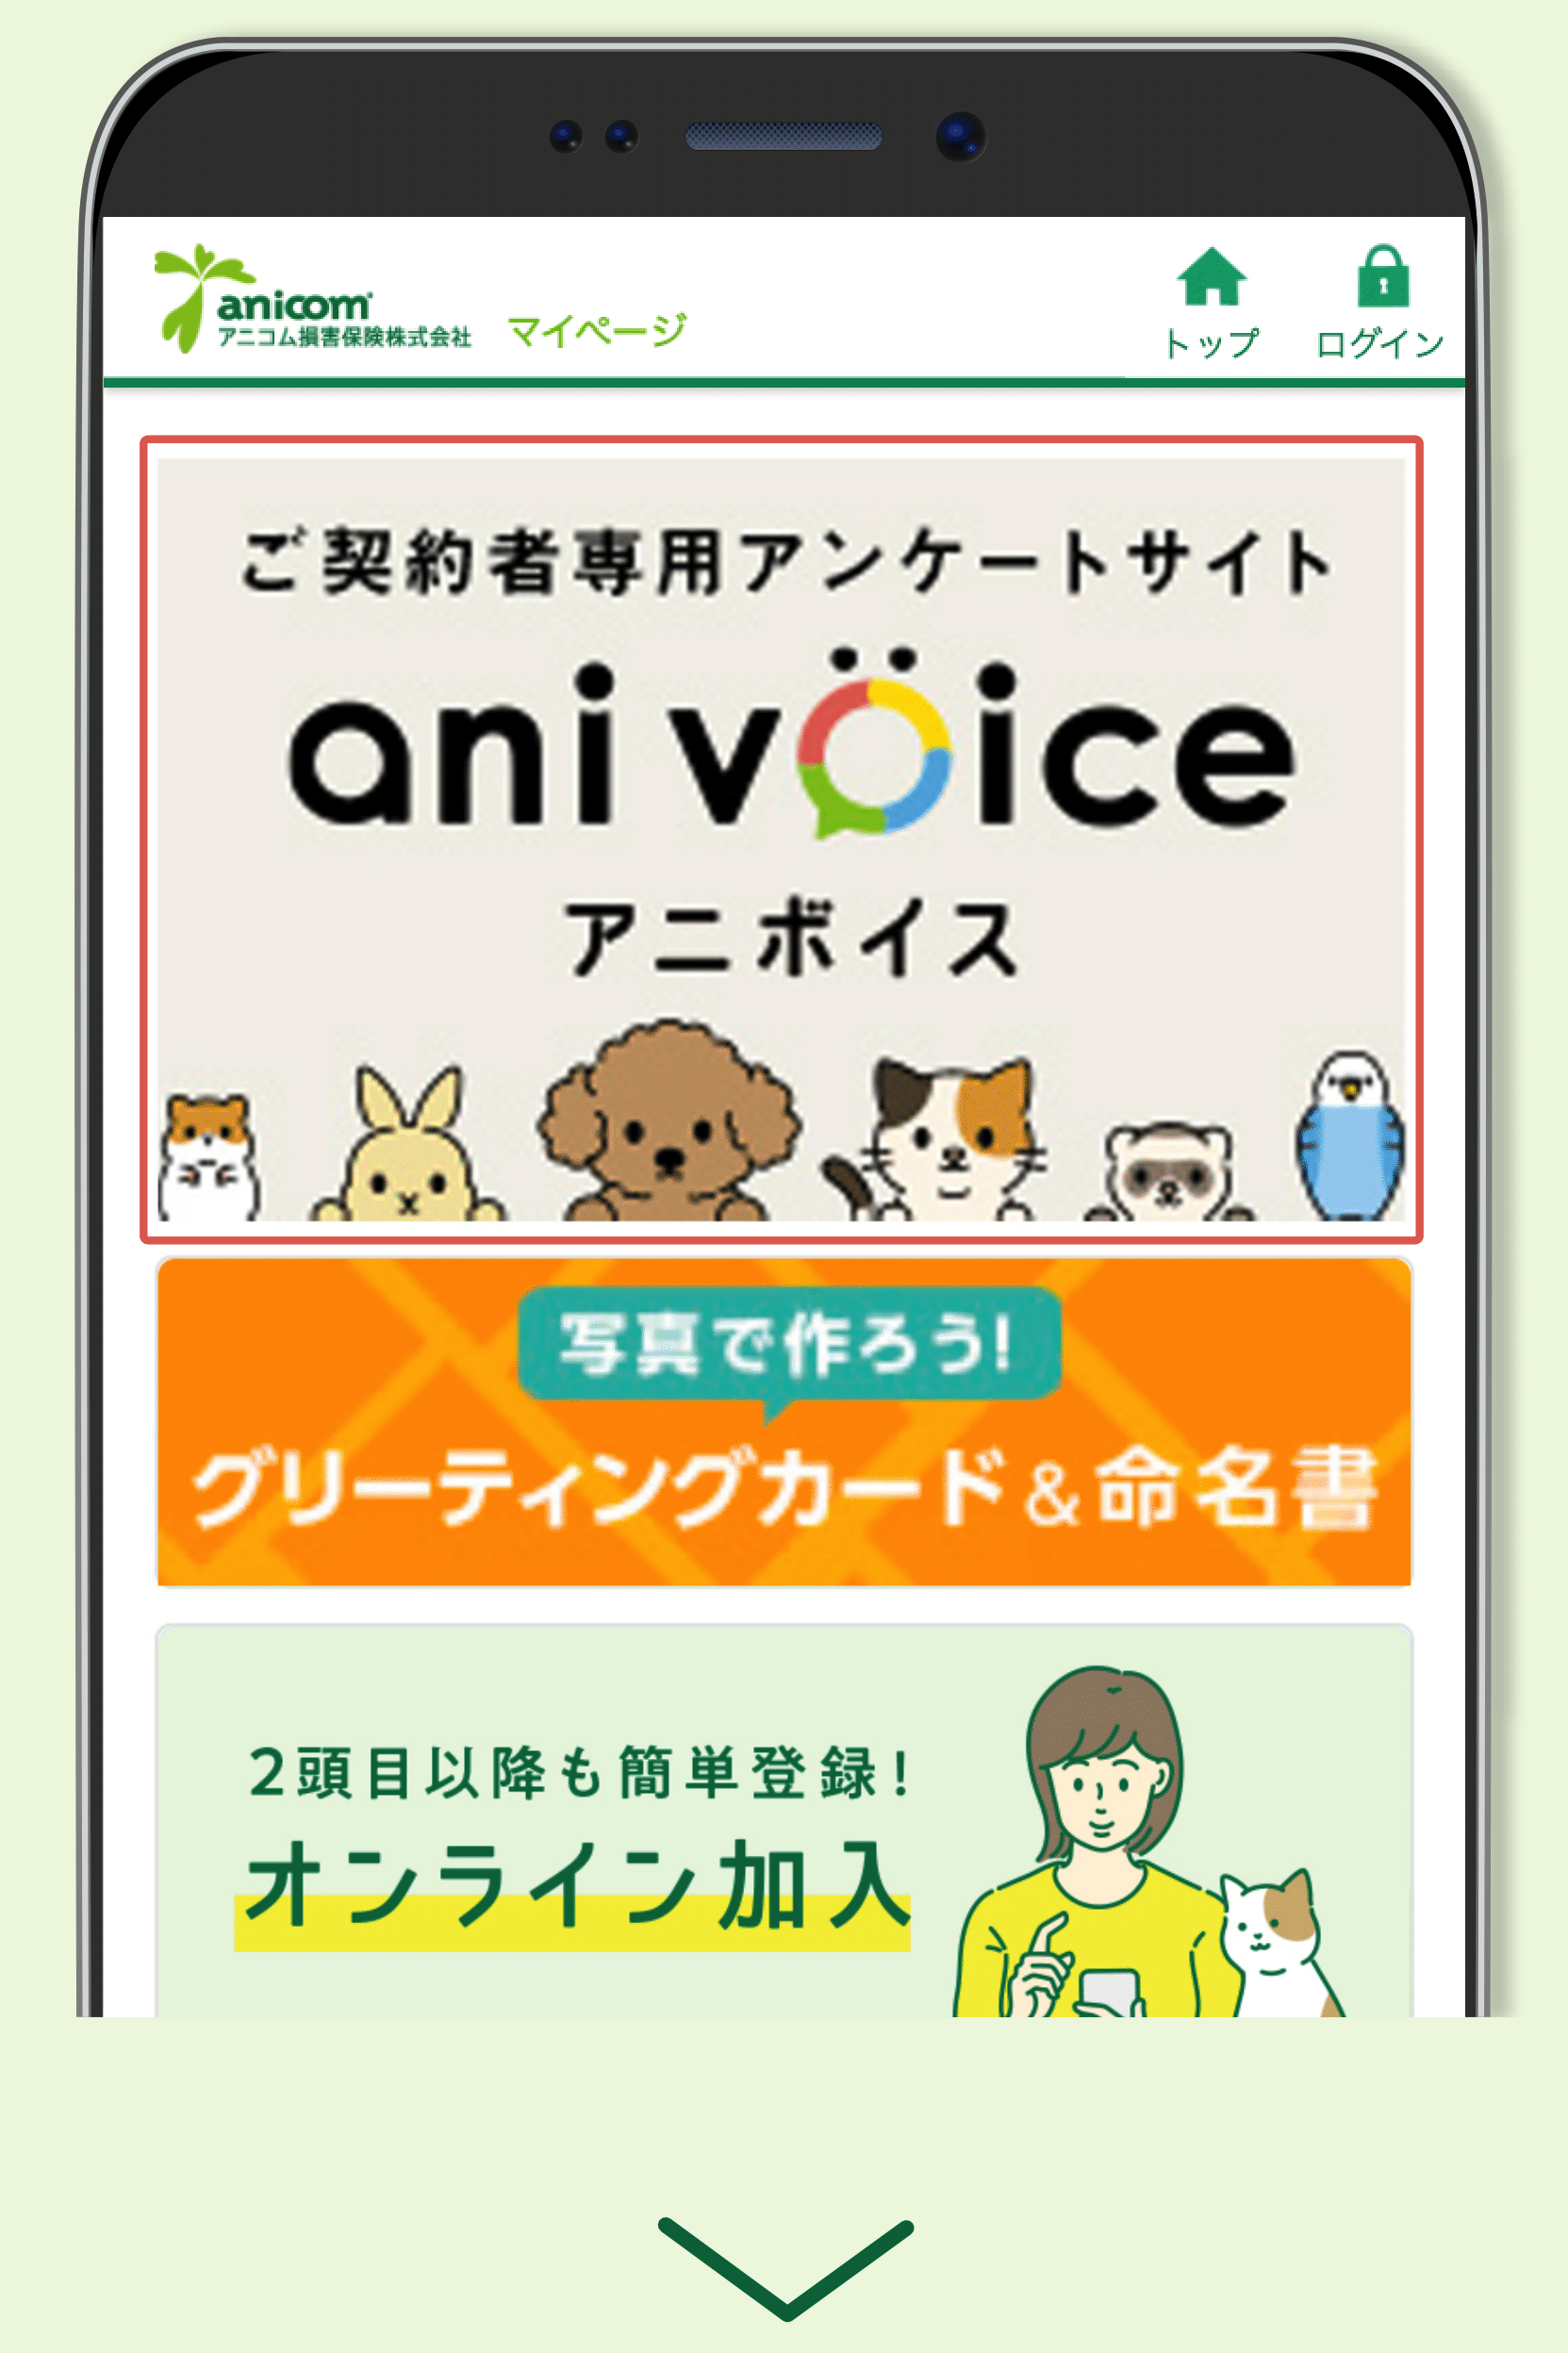 anicom
アニコム損害保険株式会社 マイページ
トップ ログイン
ご契約者専用アンケートサイト
ani vöice
アニボイス
写真で作ろう!
グリーティングカード&命名書
2頭目以降も簡単登録!
オンライン加入